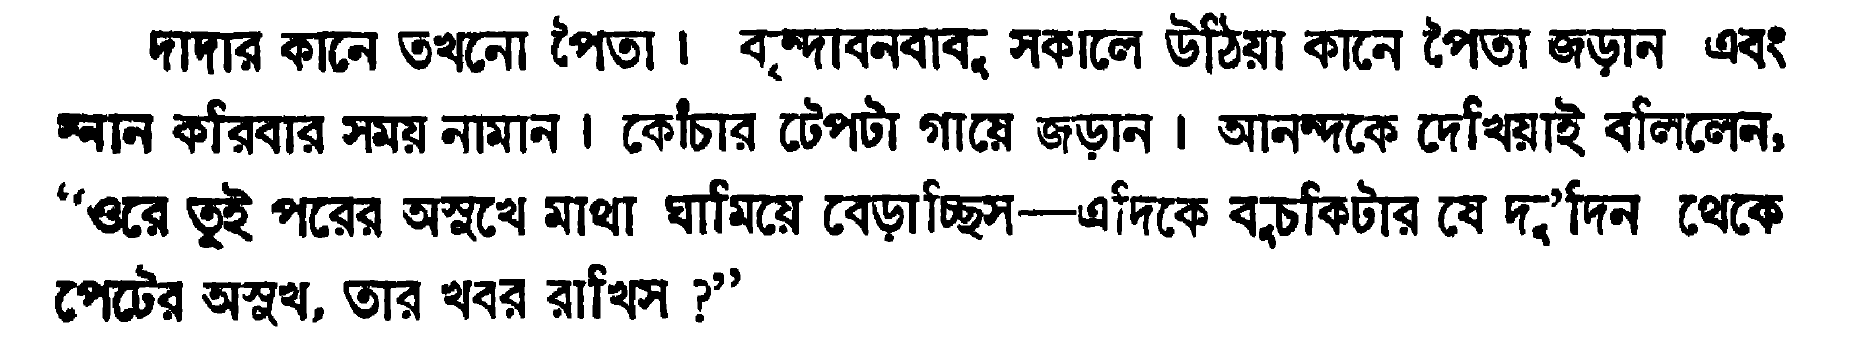 দাদার কানে তখনো পৈতা। বৃন্দাবনবাবু সকালে উঠিয়া কানে পৈতা জড়ান এবং
স্নান করিবার সময় নামান। কোঁচার টেপটা গায়ে জড়ান। আনন্দকে দেখিয়াই বলিলেন,
“ওরে তুই পরের অসুখে মাথা ঘামিয়ে বেড়াচ্ছিস—এদিকে বুচকিটার যে দু’দিন থেকে
পেটের অসুখ, তার খবর রাখিস ?”